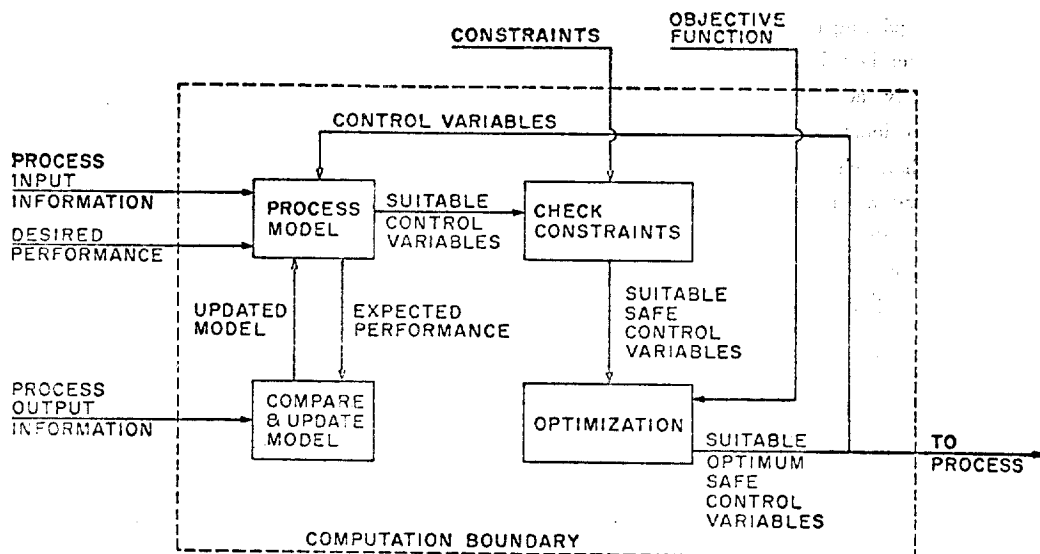 OBJECTIVE
FUNCTION
CONSTRAINTS
CONTROL VARIABLES
PROCESS
INPUT
INFORMATION
DESIRED
PERFORMANCE
PROCESS
MODEL
SUITABLE
CONTROL
VARIABLES
CHECK
CONSTRAINTS
UPDATED
MODEL
EXPECTED
PERFORMANCE
SUITABLE
SAFE
CONTROL
VARIABLES
PROCESS
OUTPUT
INFORMATION
COMPARE
& UPDATE
MODEL
OPTIMIZATION
SUITABLE
OPTIMUM
SAFE
CONTROL
VARIABLES
TO
PROCESS
COMPUTATION BOUNDARY